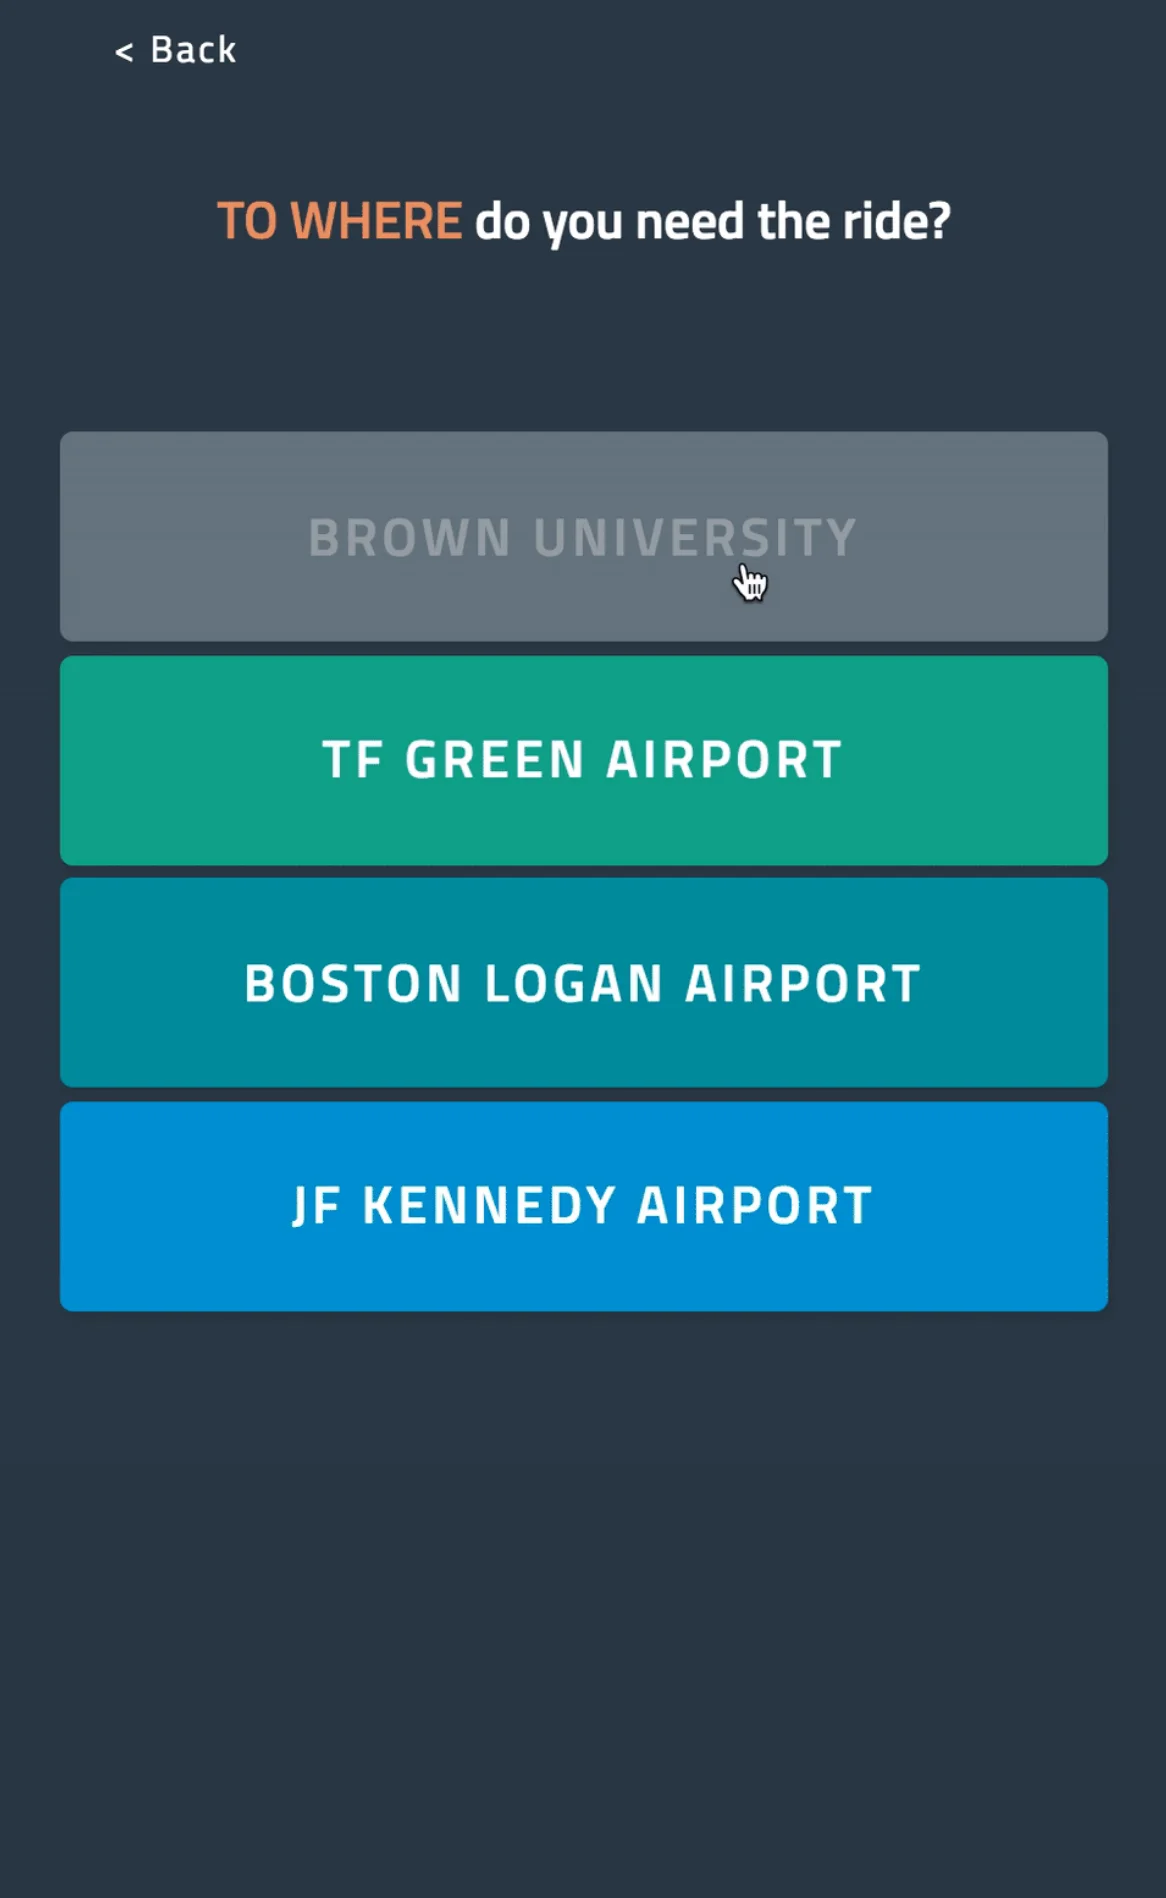 < Back
TO WHERE do you need the ride?
BROWN UNIVERSITY
TF GREEN AIRPORT
BOSTON LOGAN AIRPORT
JF KENNEDY AIRPORT